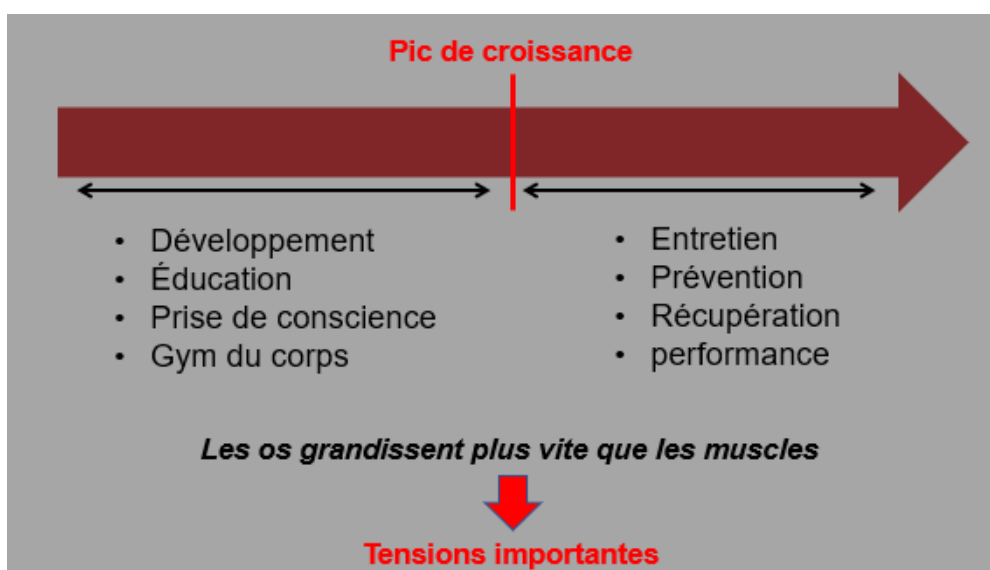 Pic de croissance
• Développement
• Éducation
• Prise de conscience
• Gym du corps
• Entretien
• Prévention
• Récupération
• performance
Les os grandissent plus vite que les muscles
Tensions importantes